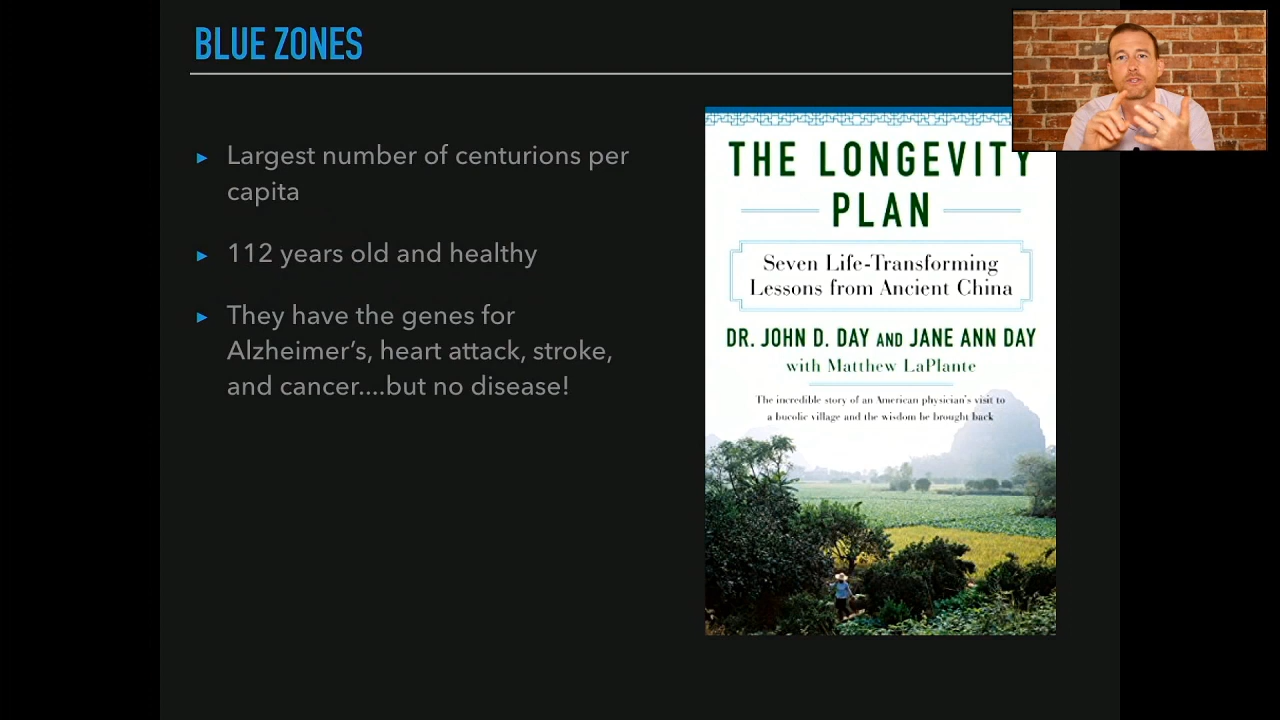 BLUE ZONES
▸ Largest number of centurions per
capita
▸ 112 years old and healthy
▸ They have the genes for
Alzheimer’s, heart attack, stroke,
and cancer....but no disease!
THE LONGEVITY
PLAN
Seven Life-Transforming
Lessons from Ancient China
DR. JOHN D. DAY AND JANE ANN DAY
with Matthew LaPlante
The incredible story of an American physician's visit to
a bucolic village and the wisdom he brought back